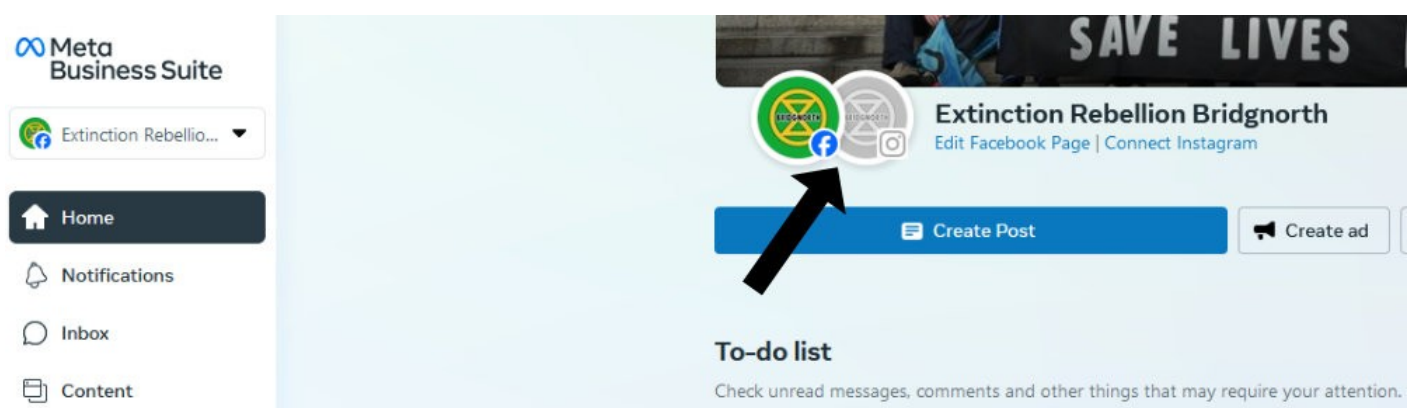 Meta
Business Suite
Extinction Rebellio...
Home
Notifications
Inbox
Content
SAVE LIVES
BRIDGNORTH
BRIDGNORTH
Extinction Rebellion Bridgnorth
Edit Facebook Page | Connect Instagram
Create Post
Create ad
To-do list
Check unread messages, comments and other things that may require your attention.